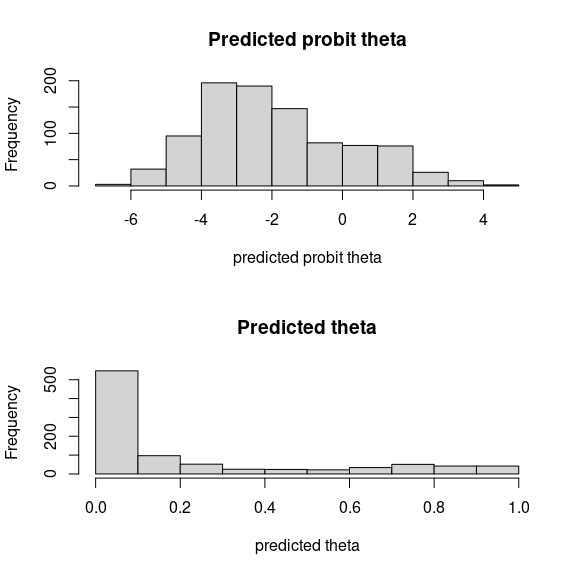 Predicted probit theta
Frequency
0
100
200
-6 -4 -2 0 2 4
predicted probit theta
Predicted theta
Frequency
0
200
500
0.0 0.2 0.4 0.6 0.8 1.0
predicted theta